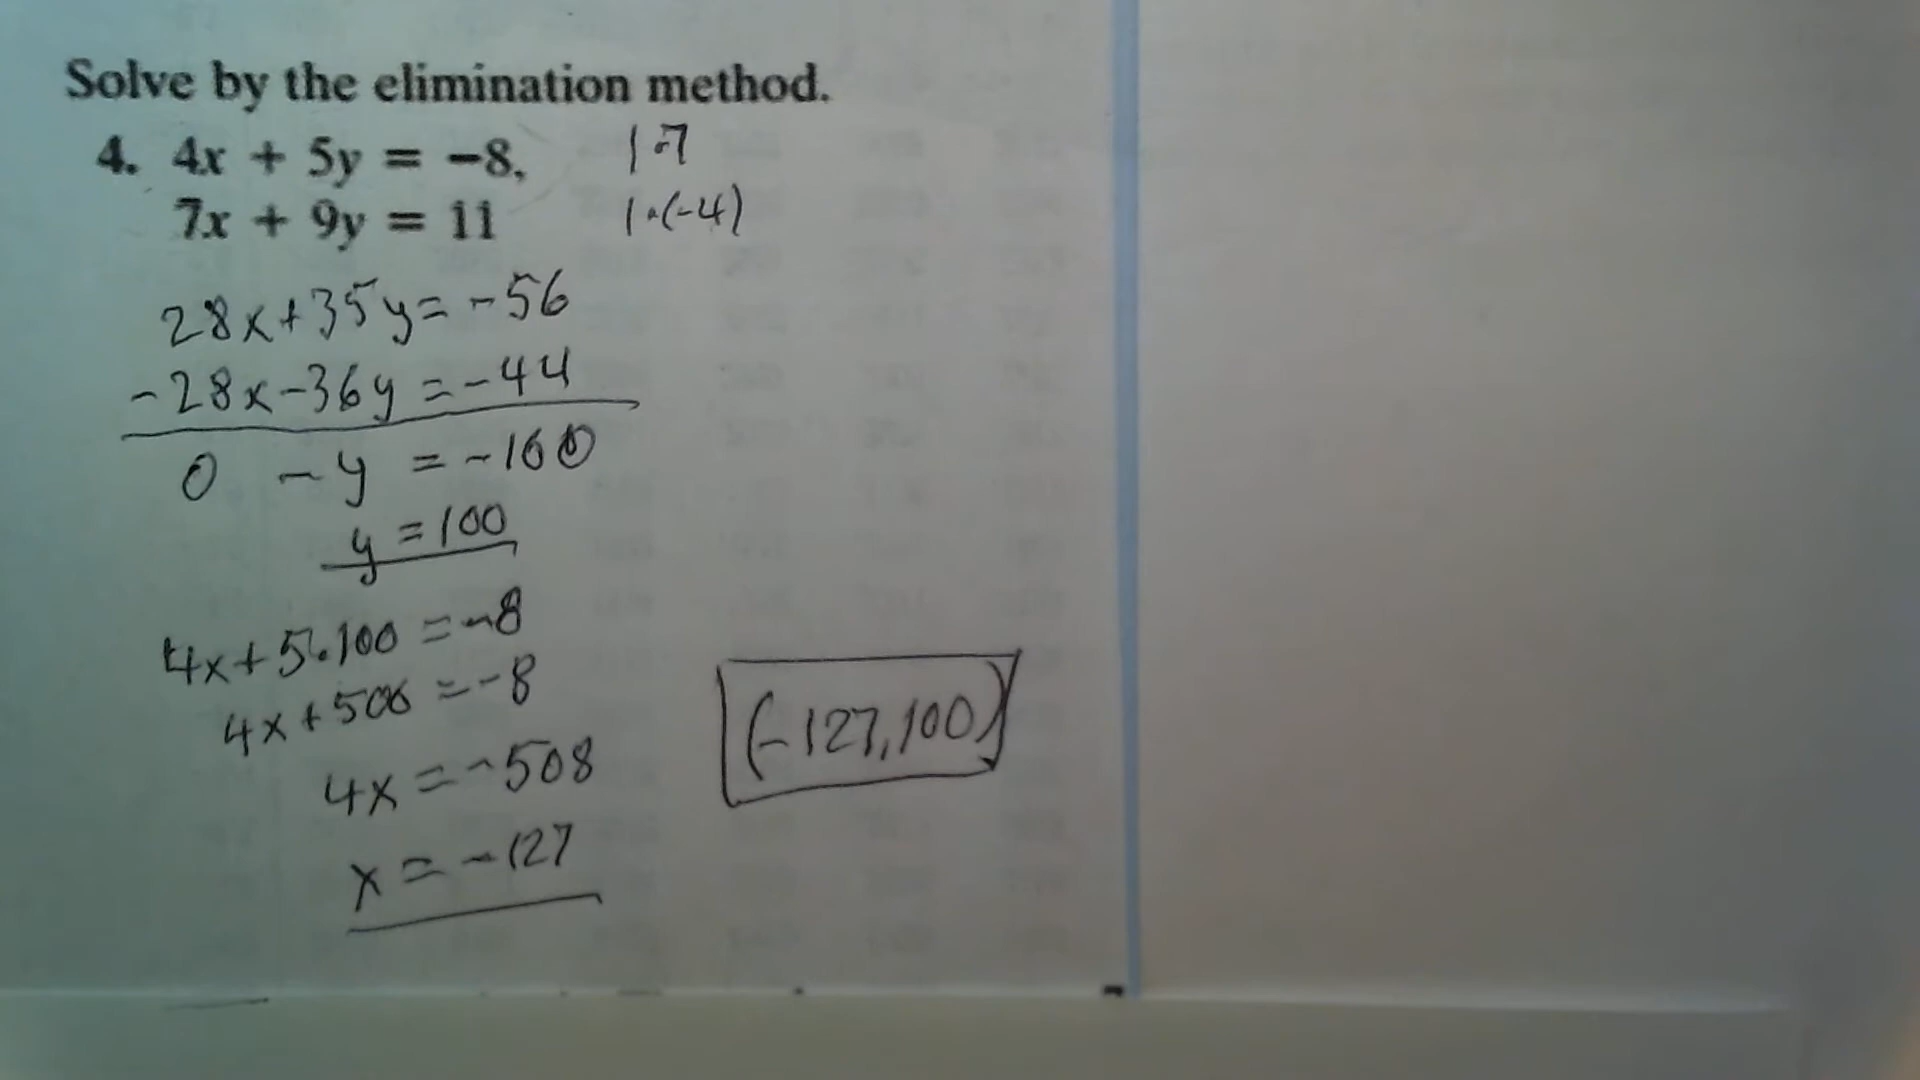 Solve by the elimination method.
4. 4x + 5y = -8, |·7
7x + 9y = 11 |·(-4)
28x+35y=-56
-28x-36y=-44
0 -y = -100
y = 100
4x+5·100 = -8
4x+500 = -8
4x = -508
x = -127
(-127,100)